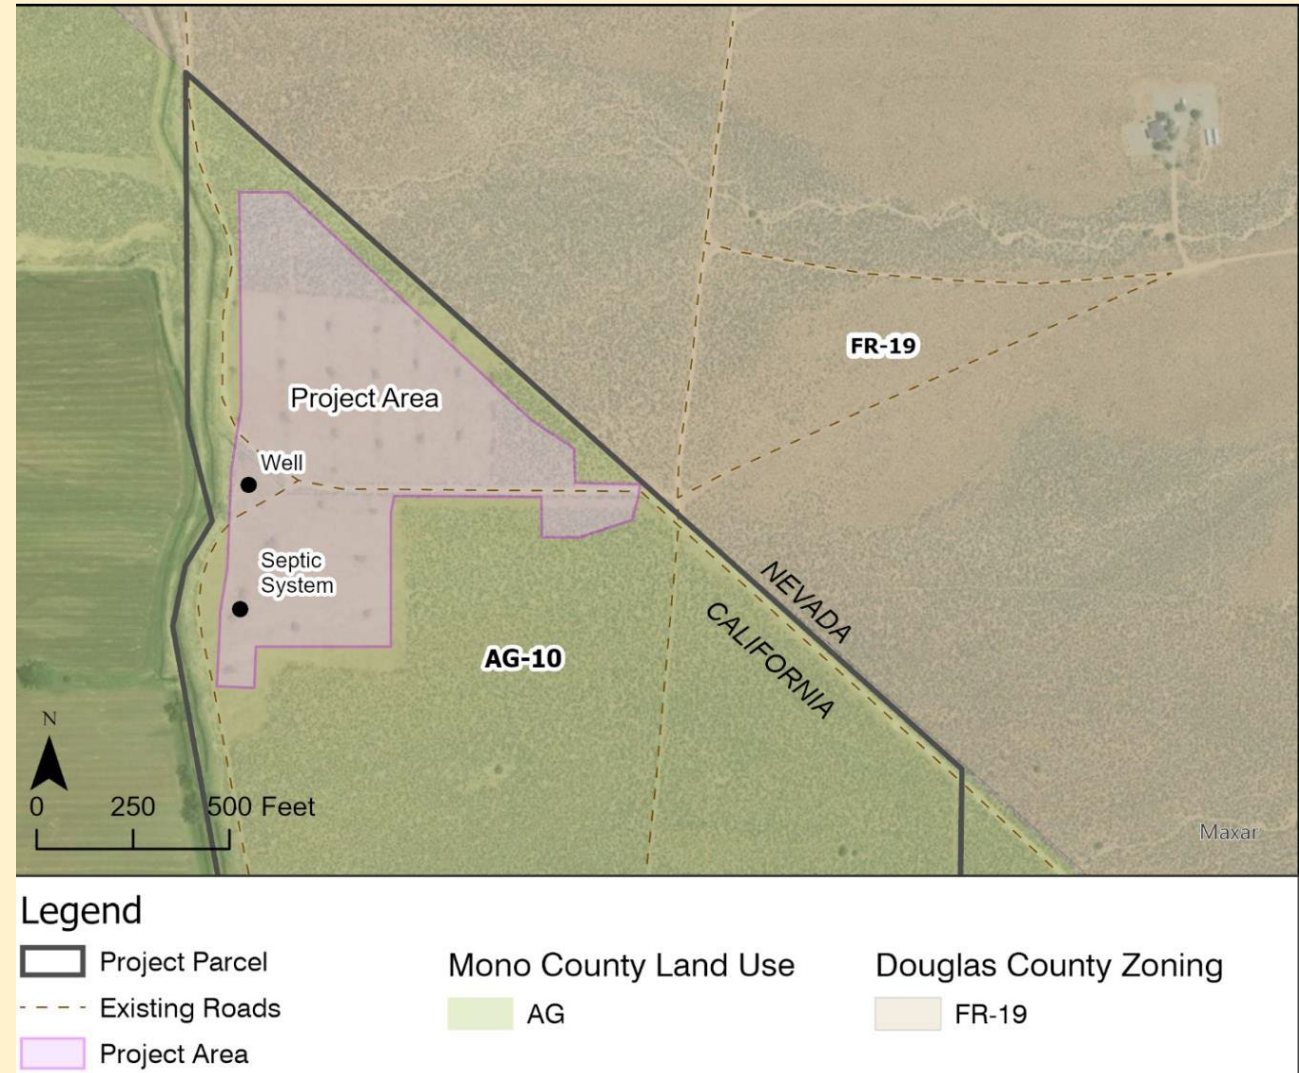 FR-19
Project Area
Well
Septic
System
NEVADA
CALIFORNIA
AG-10
N
0 250 500 Feet
Maxar
Legend
Project Parcel
Existing Roads
Project Area
Mono County Land Use
AG
Douglas County Zoning
FR-19